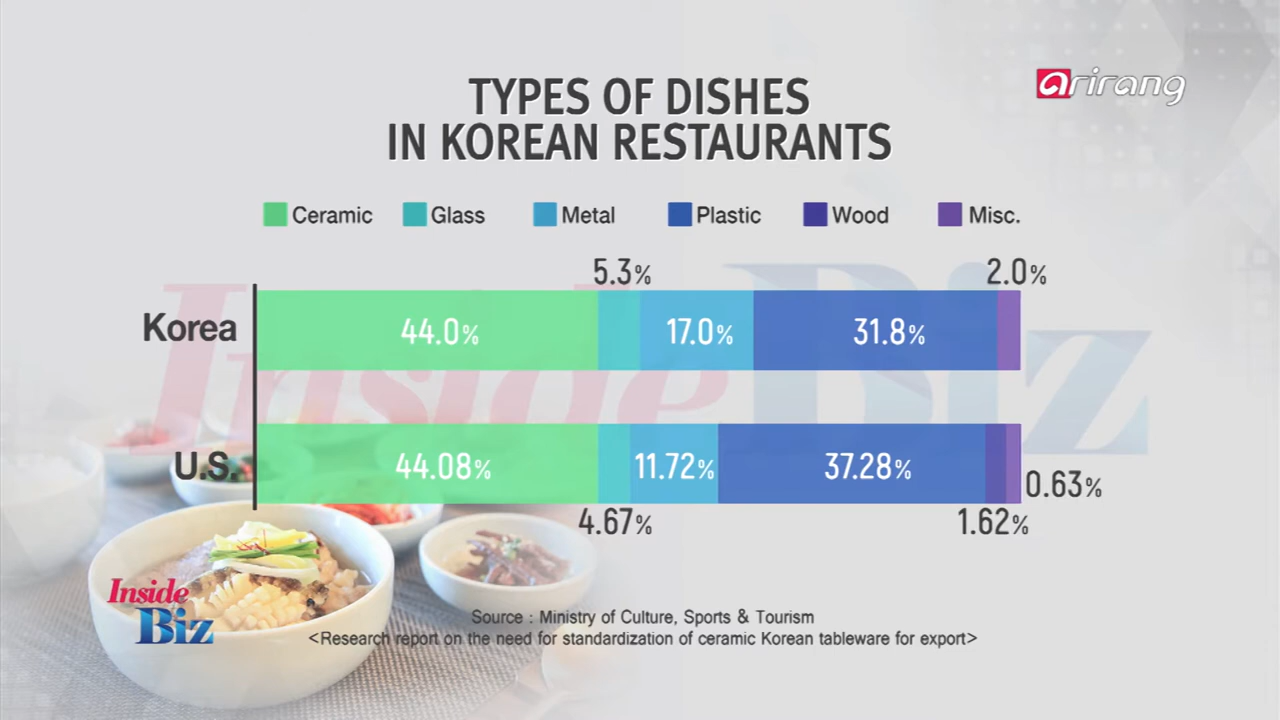 arirang
TYPES OF DISHES
IN KOREAN RESTAURANTS
Ceramic Glass Metal Plastic Wood Misc.
5.3% 2.0%
Korea 44.0% 17.0% 31.8%
Inside Biz
U.S. 44.08% 11.72% 37.28% 0.63%
4.67% 1.62%
Inside
Biz
Source : Ministry of Culture, Sports & Tourism
<Research report on the need for standardization of ceramic Korean tableware for export>